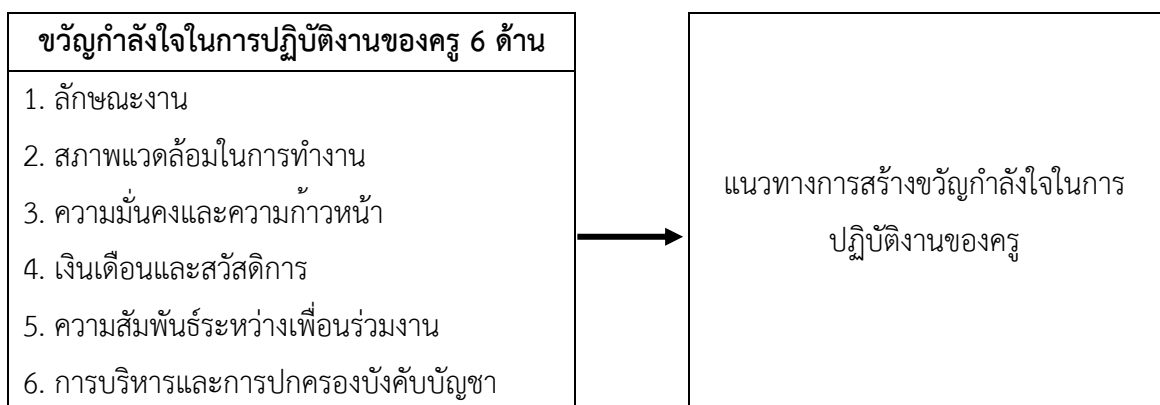 ขวัญกำลังใจในการปฏิบัติงานของครู 6 ด้าน
1. ลักษณะงาน
2. สภาพแวดล้อมในการทำงาน
3. ความมั่นคงและความก้าวหน้า
4. เงินเดือนและสวัสดิการ
5. ความสัมพันธ์ระหว่างเพื่อนร่วมงาน
6. การบริหารและการปกครองบังคับบัญชา
แนวทางการสร้างขวัญกำลังใจในการ
ปฏิบัติงานของครู